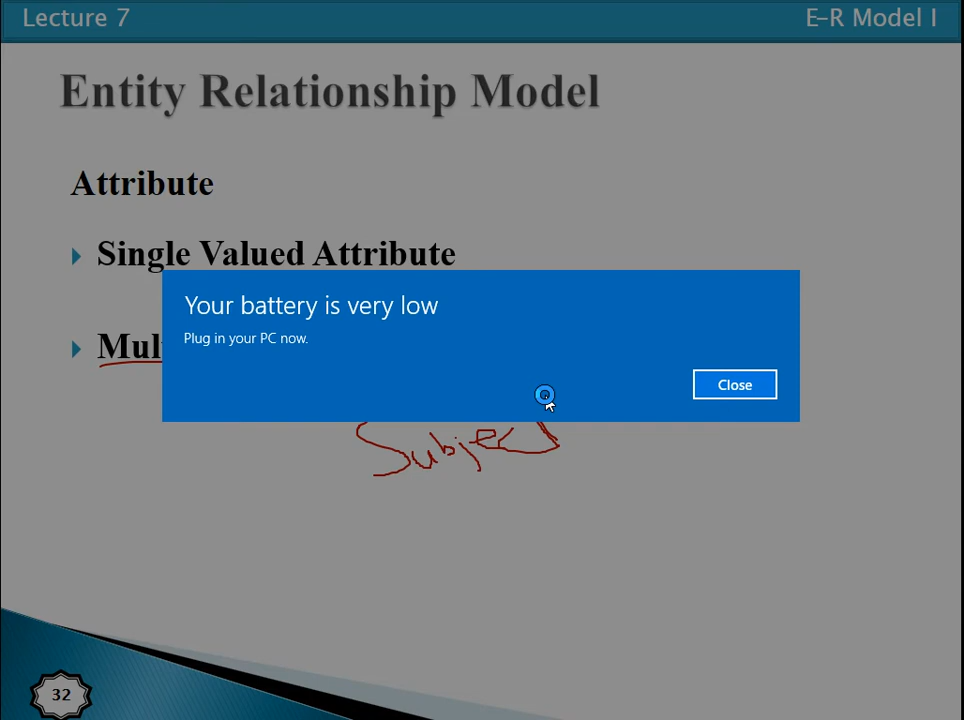 Lecture 7
E-R Model I
Entity Relationship Model
Attribute
Single Valued Attribute
Your battery is very low
Plug in your PC now.
Mul
Close
Subject
32